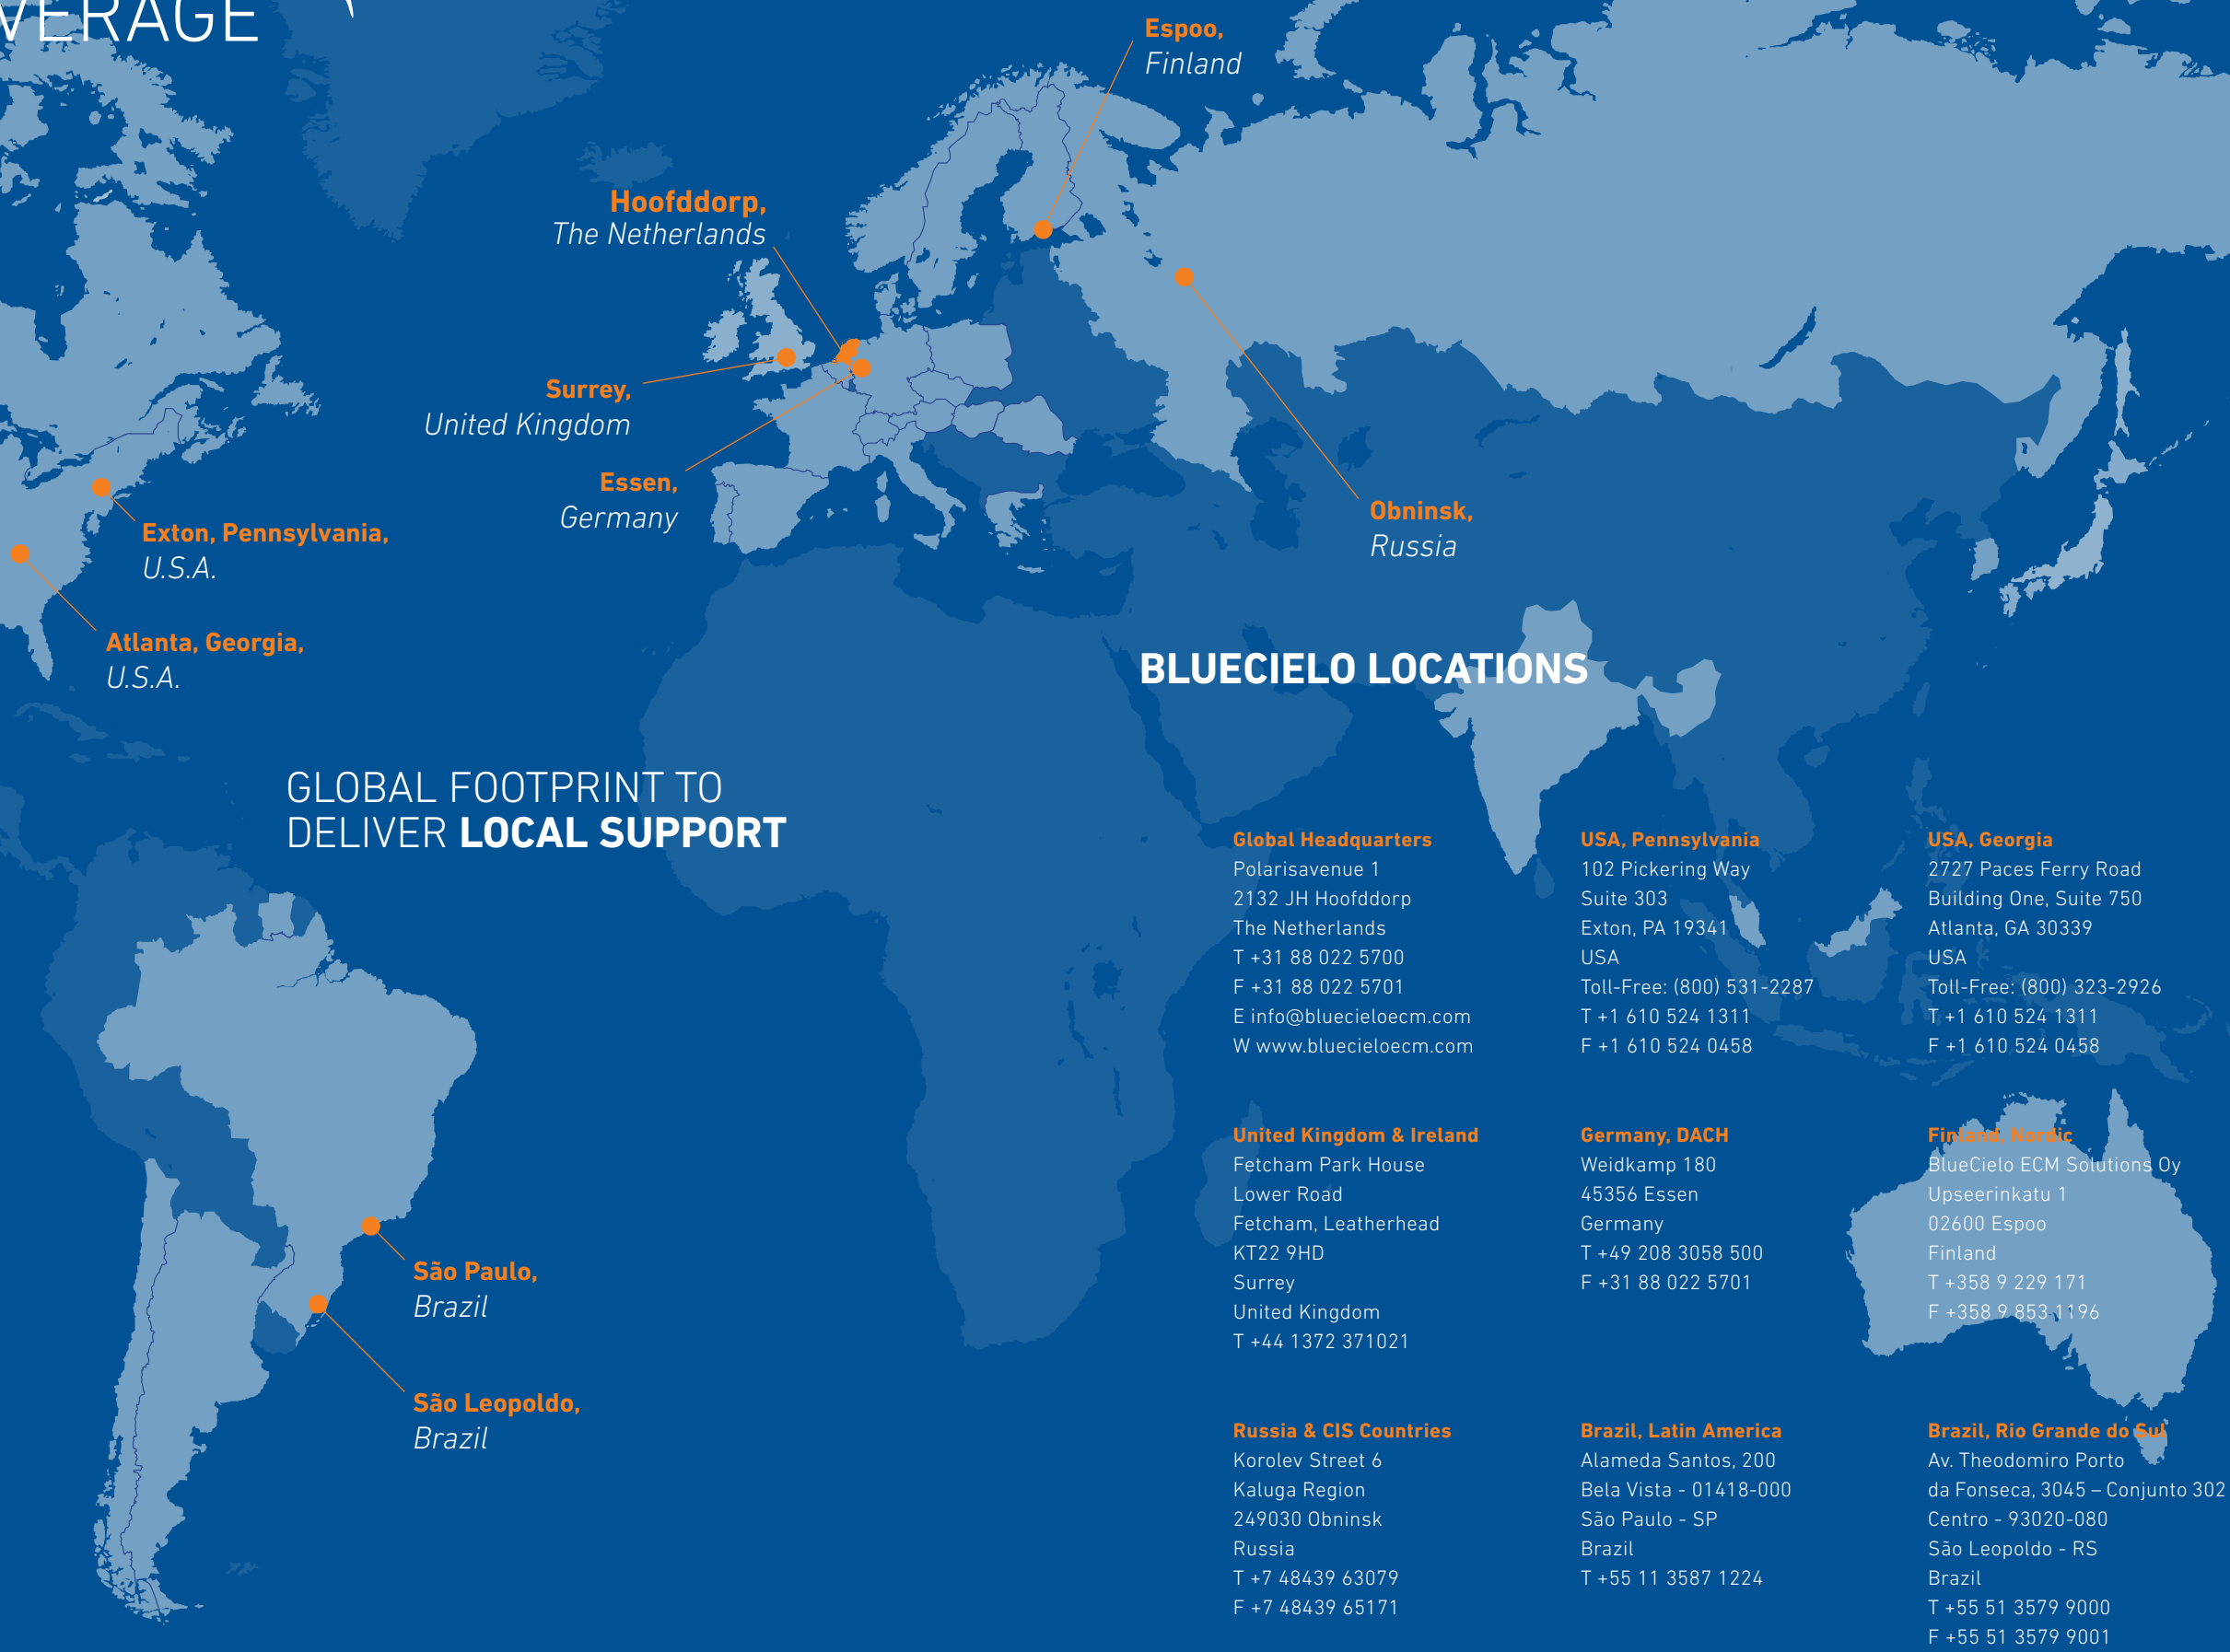 VERAGE
Espoo,
Finland
Hoofddorp,
The Netherlands
Surrey,
United Kingdom
Essen,
Germany
Obninsk,
Russia
Exton, Pennsylvania,
U.S.A.
Atlanta, Georgia,
U.S.A.
GLOBAL FOOTPRINT TO
DELIVER LOCAL SUPPORT
São Paulo,
Brazil
São Leopoldo,
Brazil
BLUECIELO LOCATIONS
Global Headquarters
Polarisavenue 1
2132 JH Hoofddorp
The Netherlands
T +31 88 022 5700
F +31 88 022 5701
E info@bluecieloecm.com
W www.bluecieloecm.com
USA, Pennsylvania
102 Pickering Way
Suite 303
Exton, PA 19341
USA
Toll-Free: (800) 531-2287
T +1 610 524 1311
F +1 610 524 0458
USA, Georgia
2727 Paces Ferry Road
Building One, Suite 750
Atlanta, GA 30339
USA
Toll-Free: (800) 323-2926
T +1 610 524 1311
F +1 610 524 0458
United Kingdom & Ireland
Fetcham Park House
Lower Road
Fetcham, Leatherhead
KT22 9HD
Surrey
United Kingdom
T +44 1372 371021
Germany, DACH
Weidkamp 180
45356 Essen
Germany
T +49 208 3058 500
F +31 88 022 5701
Finland, Nordic
BlueCielo ECM Solutions Oy
Upseerinkatu 1
02600 Espoo
Finland
T +358 9 229 171
F +358 9 853 1196
Russia & CIS Countries
Korolev Street 6
Kaluga Region
249030 Obninsk
Russia
T +7 48439 63079
F +7 48439 65171
Brazil, Latin America
Alameda Santos, 200
Bela Vista - 01418-000
São Paulo - SP
Brazil
T +55 11 3587 1224
Brazil, Rio Grande do Sul
Av. Theodomiro Porto
da Fonseca, 3045 – Conjunto 302
Centro - 93020-080
São Leopoldo - RS
Brazil
T +55 51 3579 9000
F +55 51 3579 9001